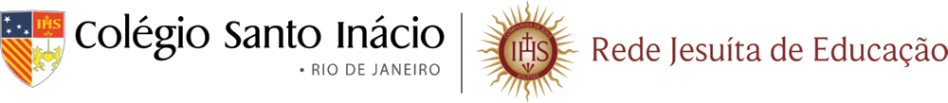 IHS
Colégio Santo Inácio
• RIO DE JANEIRO
IHS
Rede Jesuíta de Educação